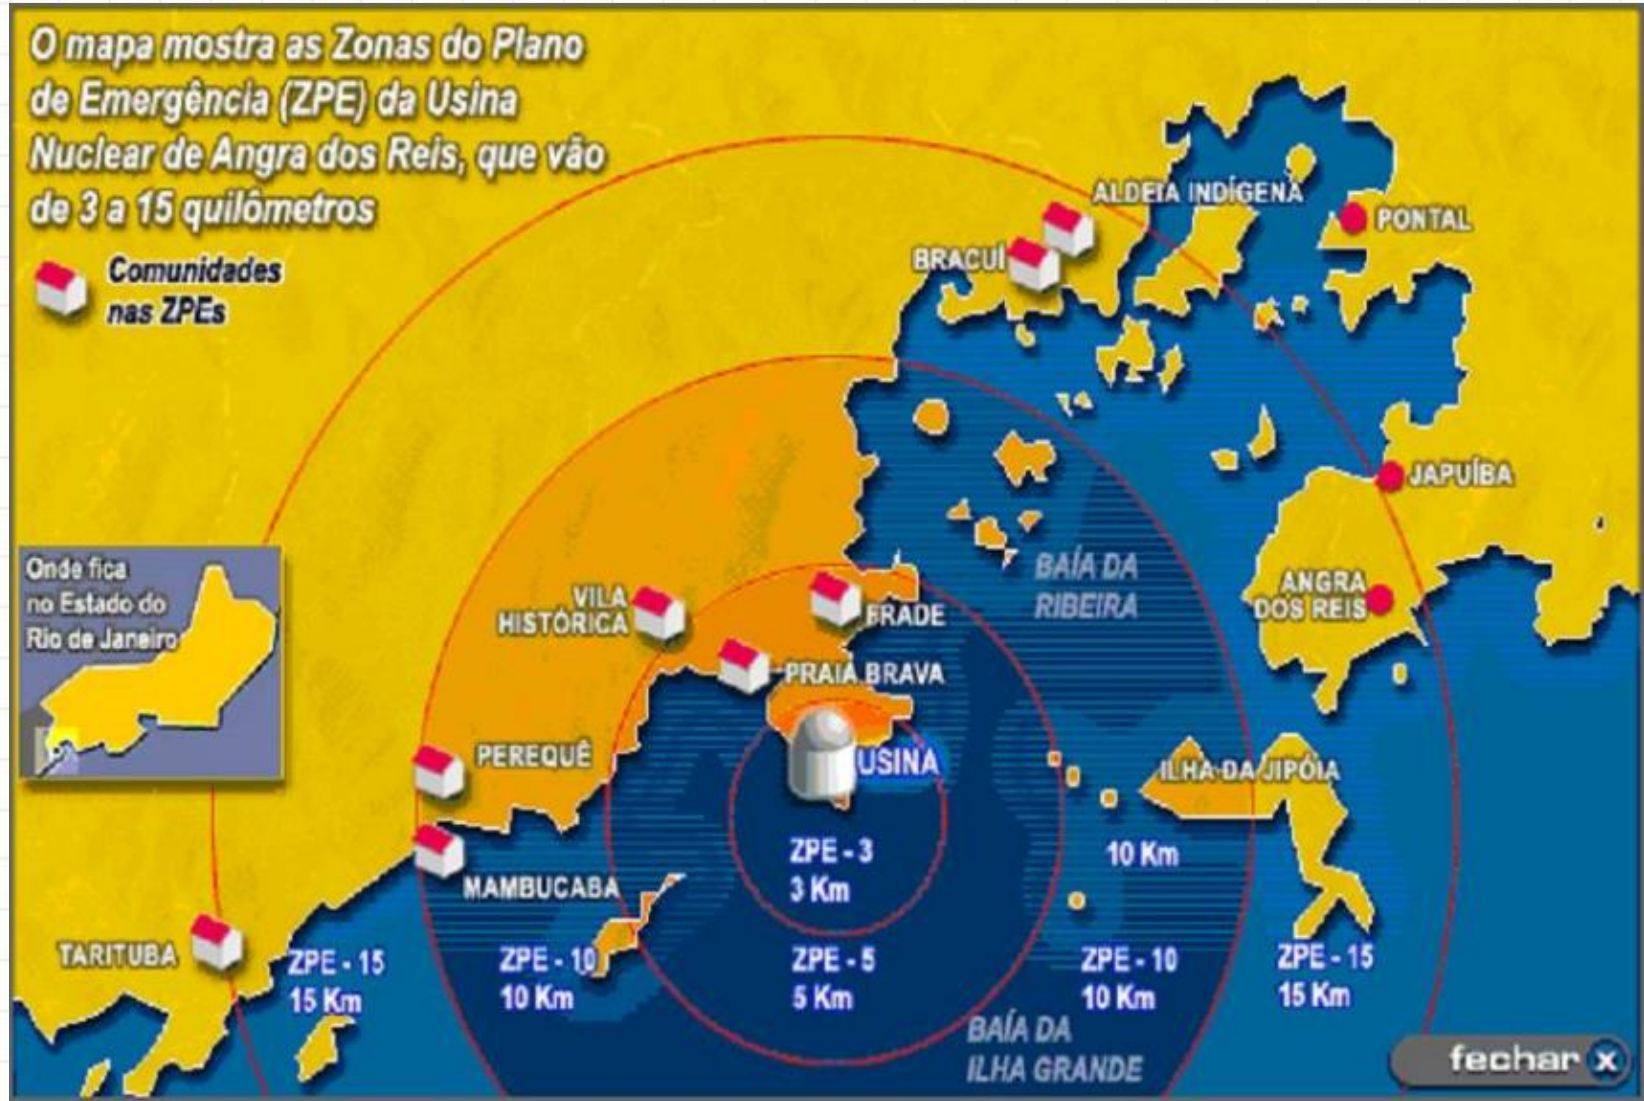 O mapa mostra as Zonas do Plano
de Emergência (ZPE) da Usina
Nuclear de Angra dos Reis, que vão
de 3 a 15 quilômetros
Comunidades
nas ZPEs
ALDEIA INDÍGENA
PONTAL
BRACUÍ
JAPUÍBA
Onde fica
no Estado do
Rio de Janeiro
BAÍA DA
RIBEIRA
ANGRA
DOS REIS
VILA
HISTÓRICA
FRADE
PRAIA BRAVA
PEREQUÊ
USINA
ILHA DA JIPÓIA
ZPE - 3
3 Km
10 Km
MAMBUCABA
TARITUBA
ZPE - 15
15 Km
ZPE - 10
10 Km
ZPE - 5
5 Km
ZPE - 10
10 Km
ZPE - 15
15 Km
BAÍA DA
ILHA GRANDE
fechar X